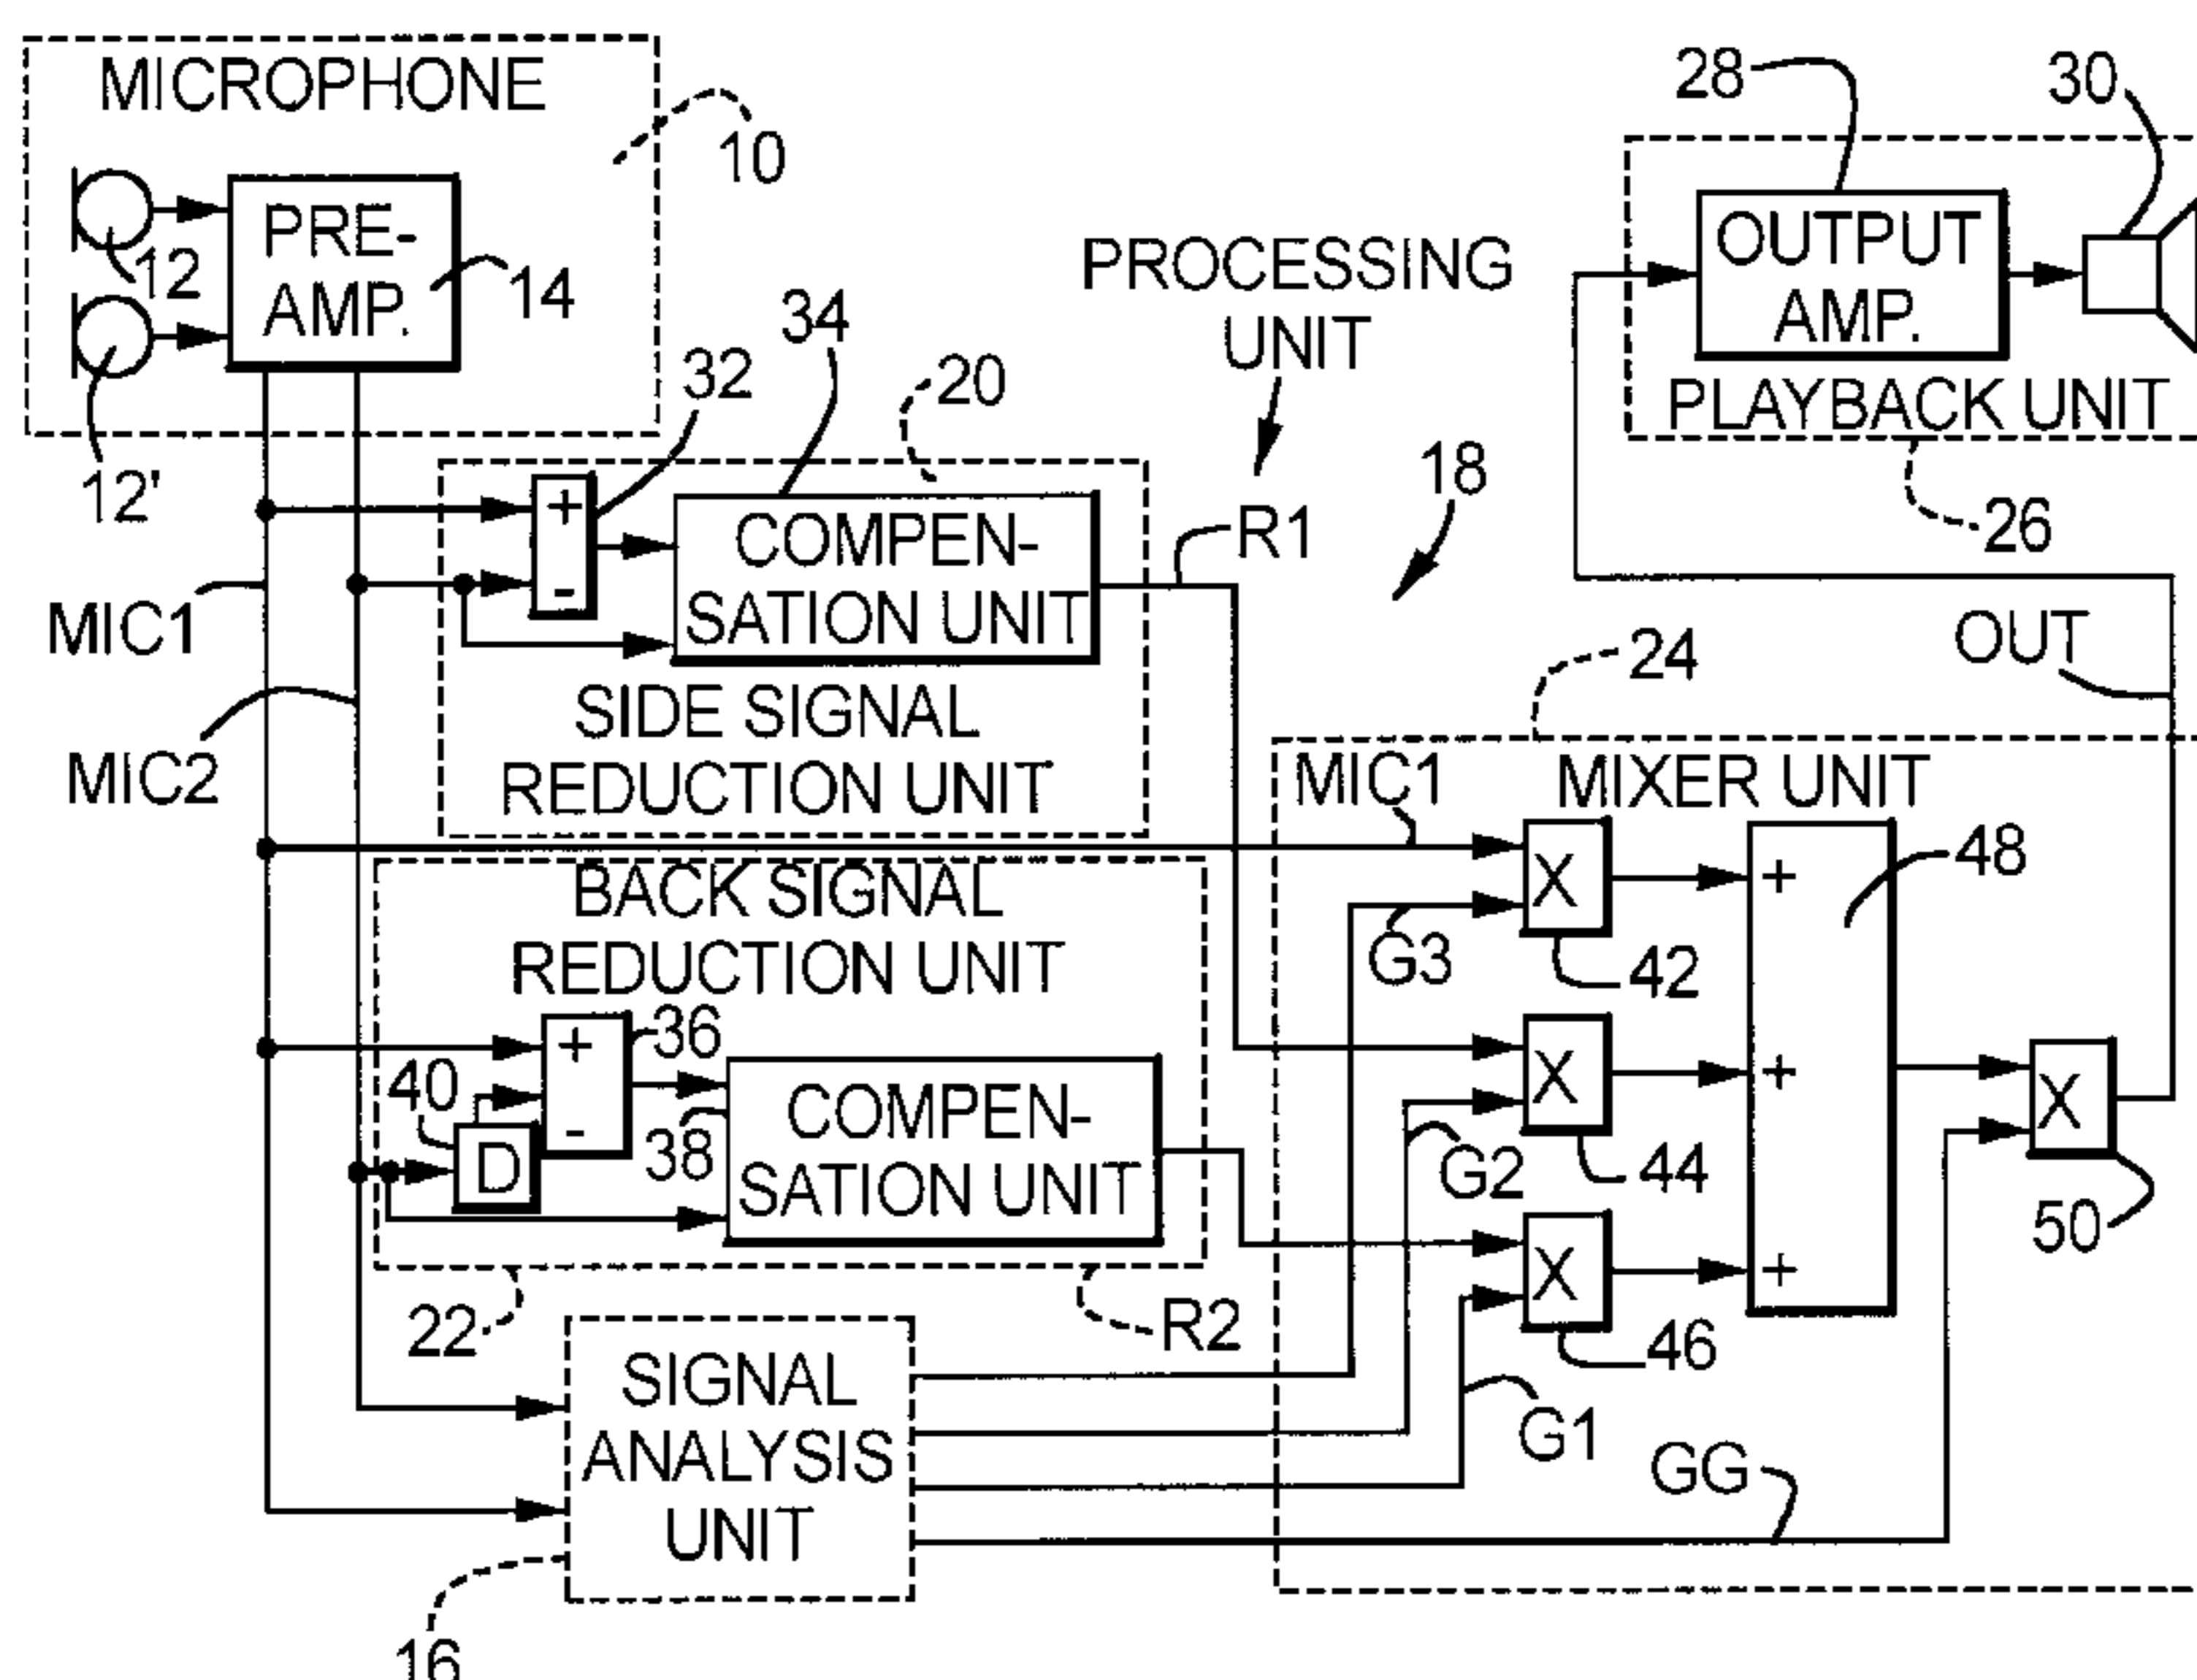 MICROPHONE
10
12
PRE-
AMP.
14
12'
MIC1
MIC2
32
34
20
+
-
COMPEN-
SATION UNIT
SIDE SIGNAL
REDUCTION UNIT
R1
PROCESSING
UNIT
18
28
30
OUTPUT
AMP.
PLAYBACK UNIT
26
OUT
24
MIC1
MIXER UNIT
BACK SIGNAL
REDUCTION UNIT
+
-
36
40
D
38
COMPEN-
SATION UNIT
22
R2
X
G3
42
X
G2
44
X
G1
46
+
+
+
48
X
50
GG
SIGNAL
ANALYSIS
UNIT
16